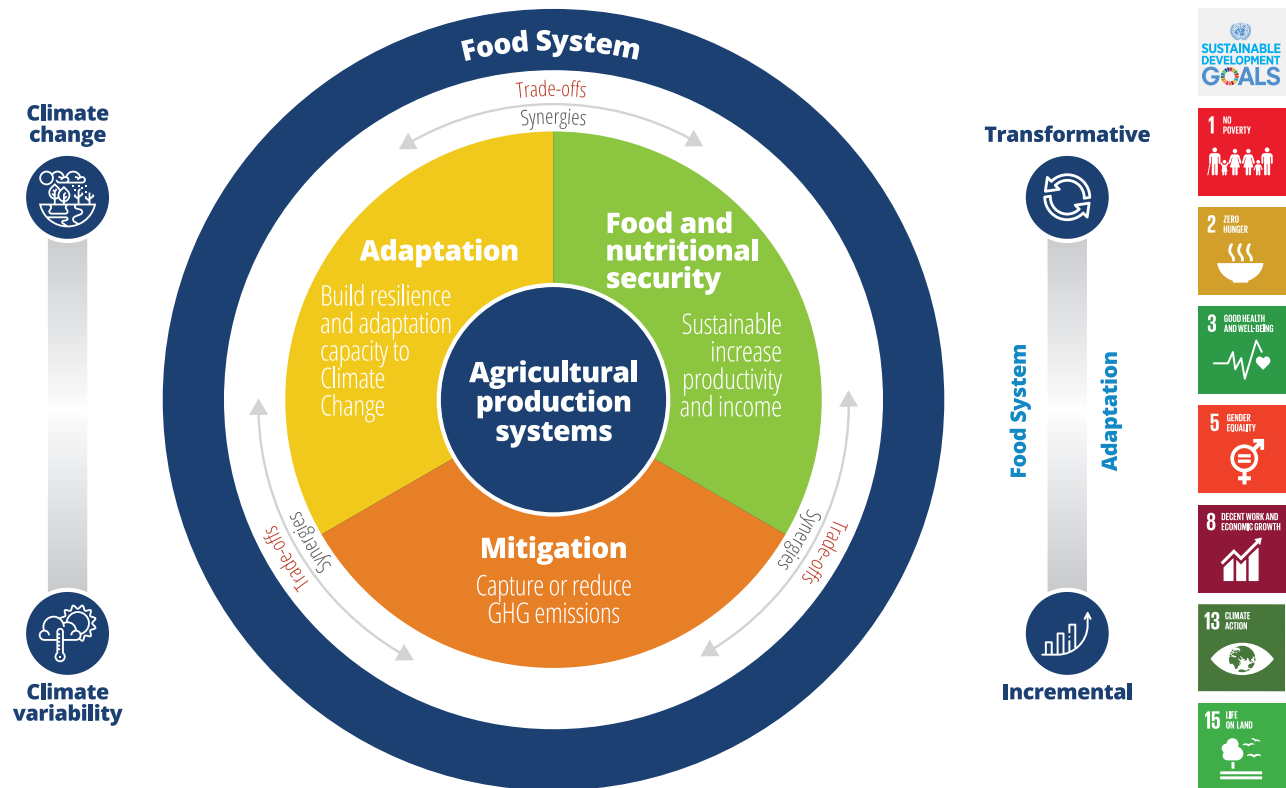 Food System
Trade-offs
Synergies
Climate
change
Climate
variability
Adaptation
Build resilience
and adaptation
capacity to
Climate
Change
Food and
nutritional
security
Sustainable
increase
productivity
and income
Agricultural
production
systems
Mitigation
Capture or reduce
GHG emissions
Synergies
Trade-offs
Synergies
Trade-offs
Transformative
Food System
Adaptation
Incremental
SUSTAINABLE
DEVELOPMENT
GOALS
1 NO
POVERTY
2 ZERO
HUNGER
3 GOOD HEALTH
AND WELL-BEING
5 GENDER
EQUALITY
8 DECENT WORK AND
ECONOMIC GROWTH
13 CLIMATE
ACTION
15 LIFE
ON LAND